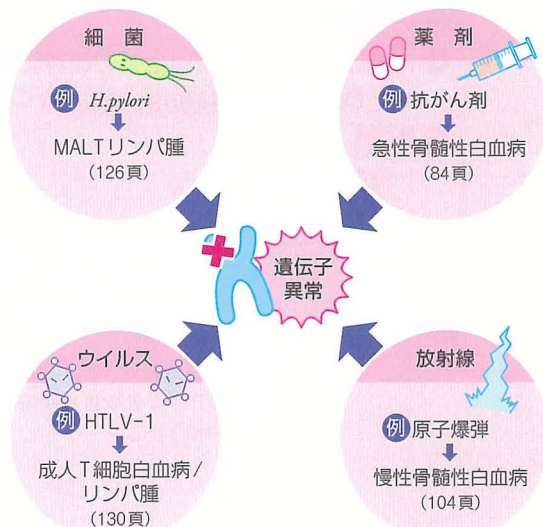 細菌
例 H.pylori
MALTリンパ腫
(126頁)
薬剤
例 抗がん剤
急性骨髄性白血病
(84頁)
遺伝子
異常
ウイルス
例 HTLV-1
成人T細胞白血病/
リンパ腫
(130頁)
放射線
例 原子爆弾
慢性骨髄性白血病
(104頁)